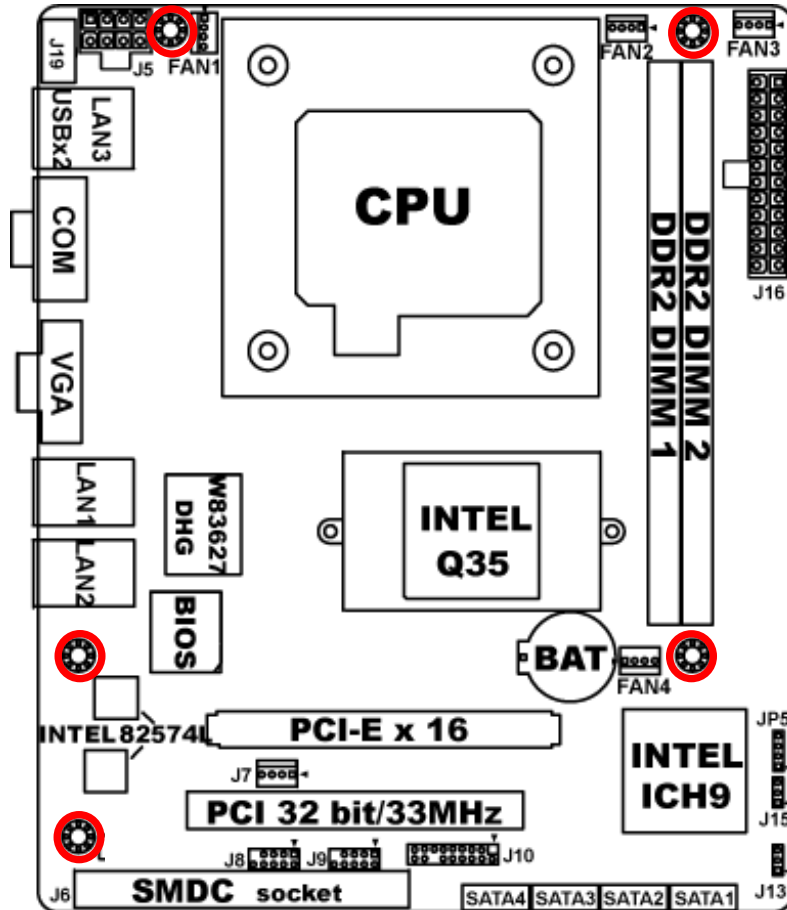 J19
J5
FAN1
FAN2
FAN3
USBx2
LAN3
CPU
COM
DDR2 DIMM 1
DDR2 DIMM 2
J16
VGA
LAN1
W83627
DHG
INTEL
Q35
LAN2
BIOS
BAT
FAN4
INTEL 82574L
PCI-E x 16
JP5
INTEL
ICH9
J7
PCI 32 bit/33MHz
J15
J8
J9
J10
J6
SMDC socket
J13
SATA4
SATA3
SATA2
SATA1